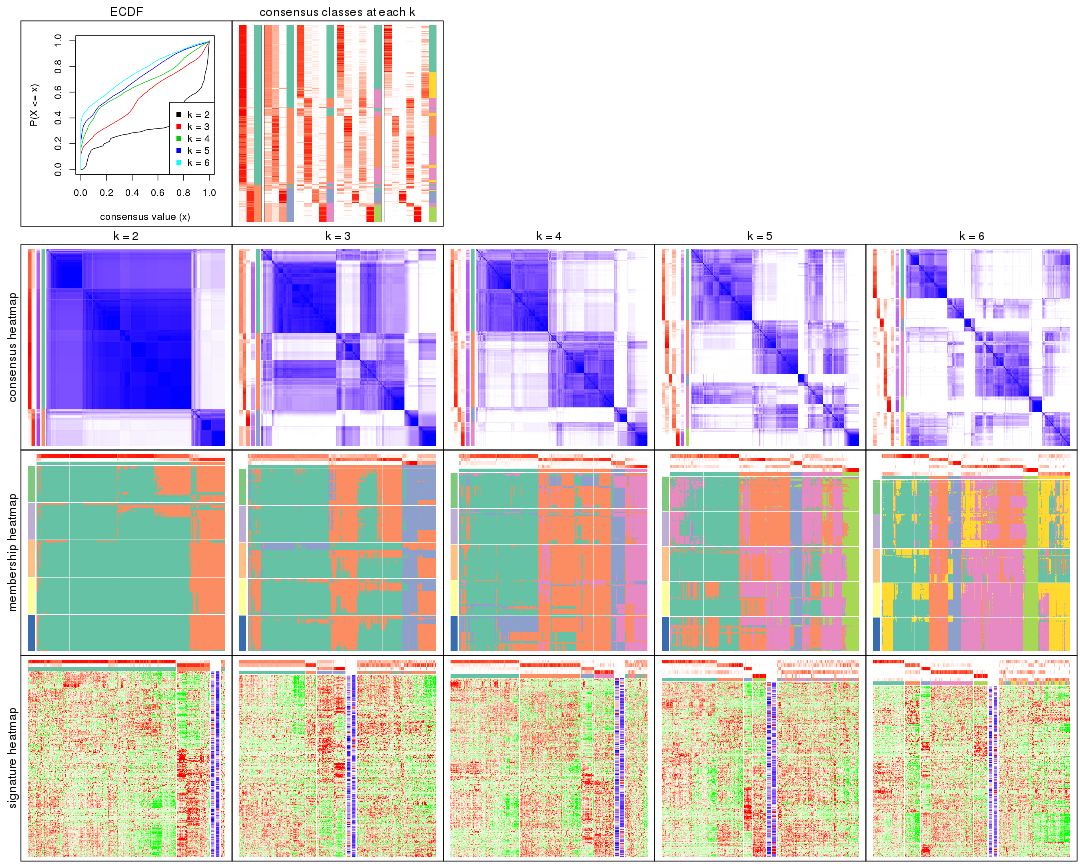 ECDF
consensus classes at each k
P(X <= x)
0.0 0.2 0.4 0.6 0.8 1.0
k = 2
k = 3
k = 4
k = 5
k = 6
0.0 0.2 0.4 0.6 0.8 1.0
consensus value (x)
k = 2 k = 3 k = 4 k = 5 k = 6
consensus heatmap
membership heatmap
signature heatmap